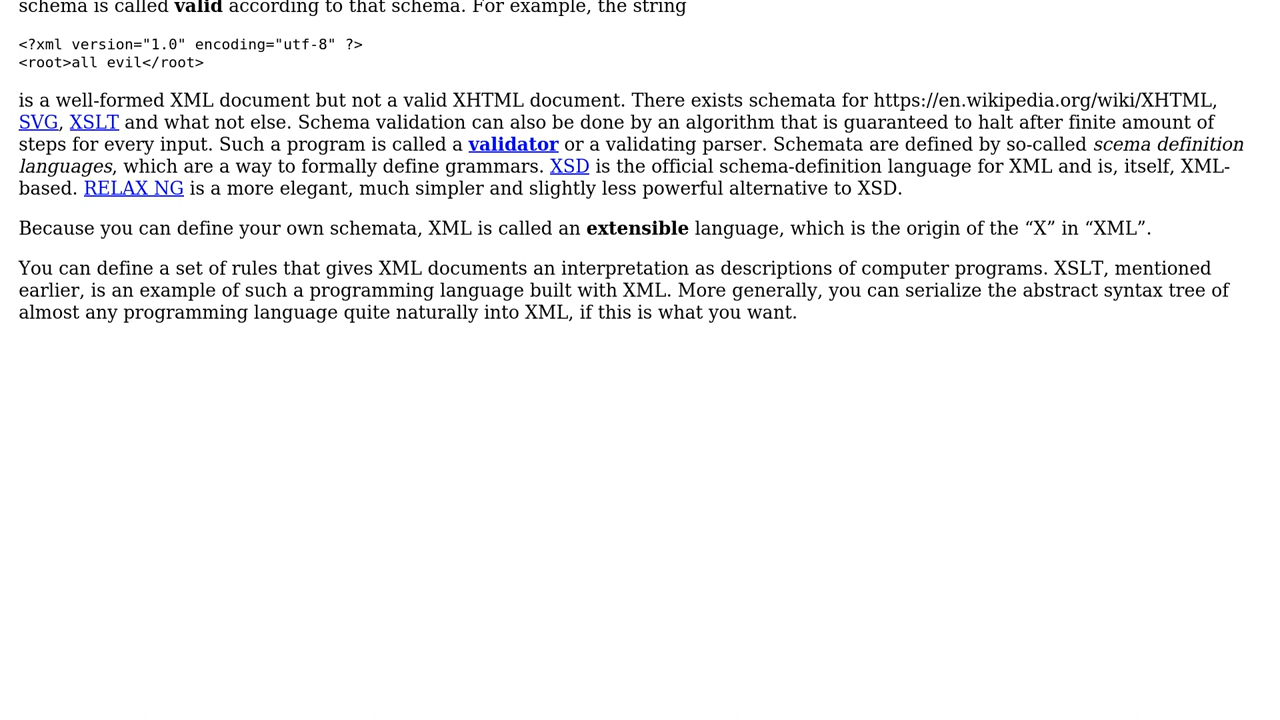 schema is called valid according to that schema. For example, the string
<?xml version="1.0" encoding="utf-8" ?>
<root>all evil</root>
is a well-formed XML document but not a valid XHTML document. There exists schemata for https://en.wikipedia.org/wiki/XHTML,
SVG, XSLT and what not else. Schema validation can also be done by an algorithm that is guaranteed to halt after finite amount of
steps for every input. Such a program is called a validator or a validating parser. Schemata are defined by so-called scema definition
languages, which are a way to formally define grammars. XSD is the official schema-definition language for XML and is, itself, XML-
based. RELAX NG is a more elegant, much simpler and slightly less powerful alternative to XSD.
Because you can define your own schemata, XML is called an extensible language, which is the origin of the “X” in “XML”.
You can define a set of rules that gives XML documents an interpretation as descriptions of computer programs. XSLT, mentioned
earlier, is an example of such a programming language built with XML. More generally, you can serialize the abstract syntax tree of
almost any programming language quite naturally into XML, if this is what you want.